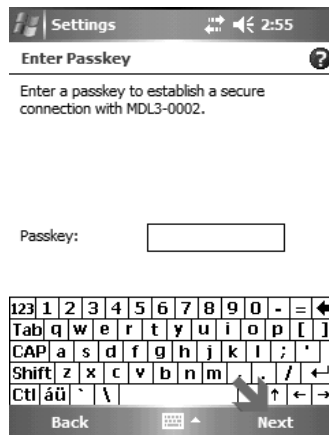 Settings 2:55
Enter Passkey ?
Enter a passkey to establish a secure
connection with MDL3-0002.
Passkey:
123 1 2 3 4 5 6 7 8 9 0 - = 
Tab q w e r t y u i o p [ ]
CAP a s d f g h j k l ; '
Shift z x c v b n m , . /
Ctl áü ` \
Back Next